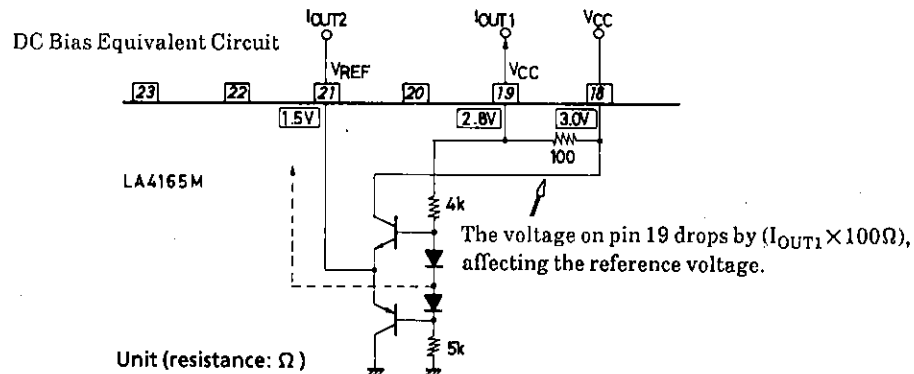 IOUT2 IOUT1 VCC
DC Bias Equivalent Circuit
VREF VCC
23 22 21 20 19 18
1.5V 2.8V 3.0V
100
LA4165M
4k
The voltage on pin 19 drops by (IOUT1×100Ω),
affecting the reference voltage.
5k
Unit (resistance: Ω)